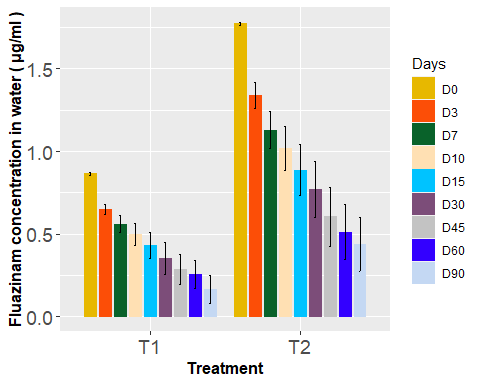 Fluazinam concentration in water ( µg/ml )
1.5
1.0
0.5
0.0
T1
T2
Treatment
Days
D0
D3
D7
D10
D15
D30
D45
D60
D90